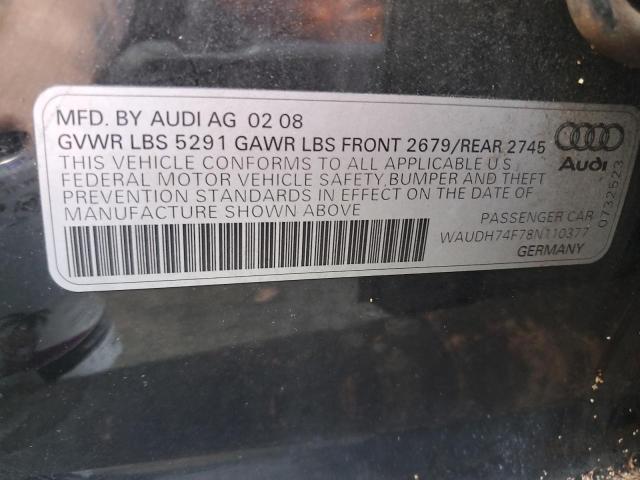 MFD. BY AUDI AG 02 08
GVWR LBS 5291 GAWR LBS FRONT 2679/REAR 2745
THIS VEHICLE CONFORMS TO ALL APPLICABLE U S
FEDERAL MOTOR VEHICLE SAFETY, BUMPER AND THEFT
PREVENTION STANDARDS IN EFFECT ON THE DATE OF
MANUFACTURE SHOWN ABOVE
Audi
PASSENGER CAR
WAUDH74F78N110377
GERMANY
0732523